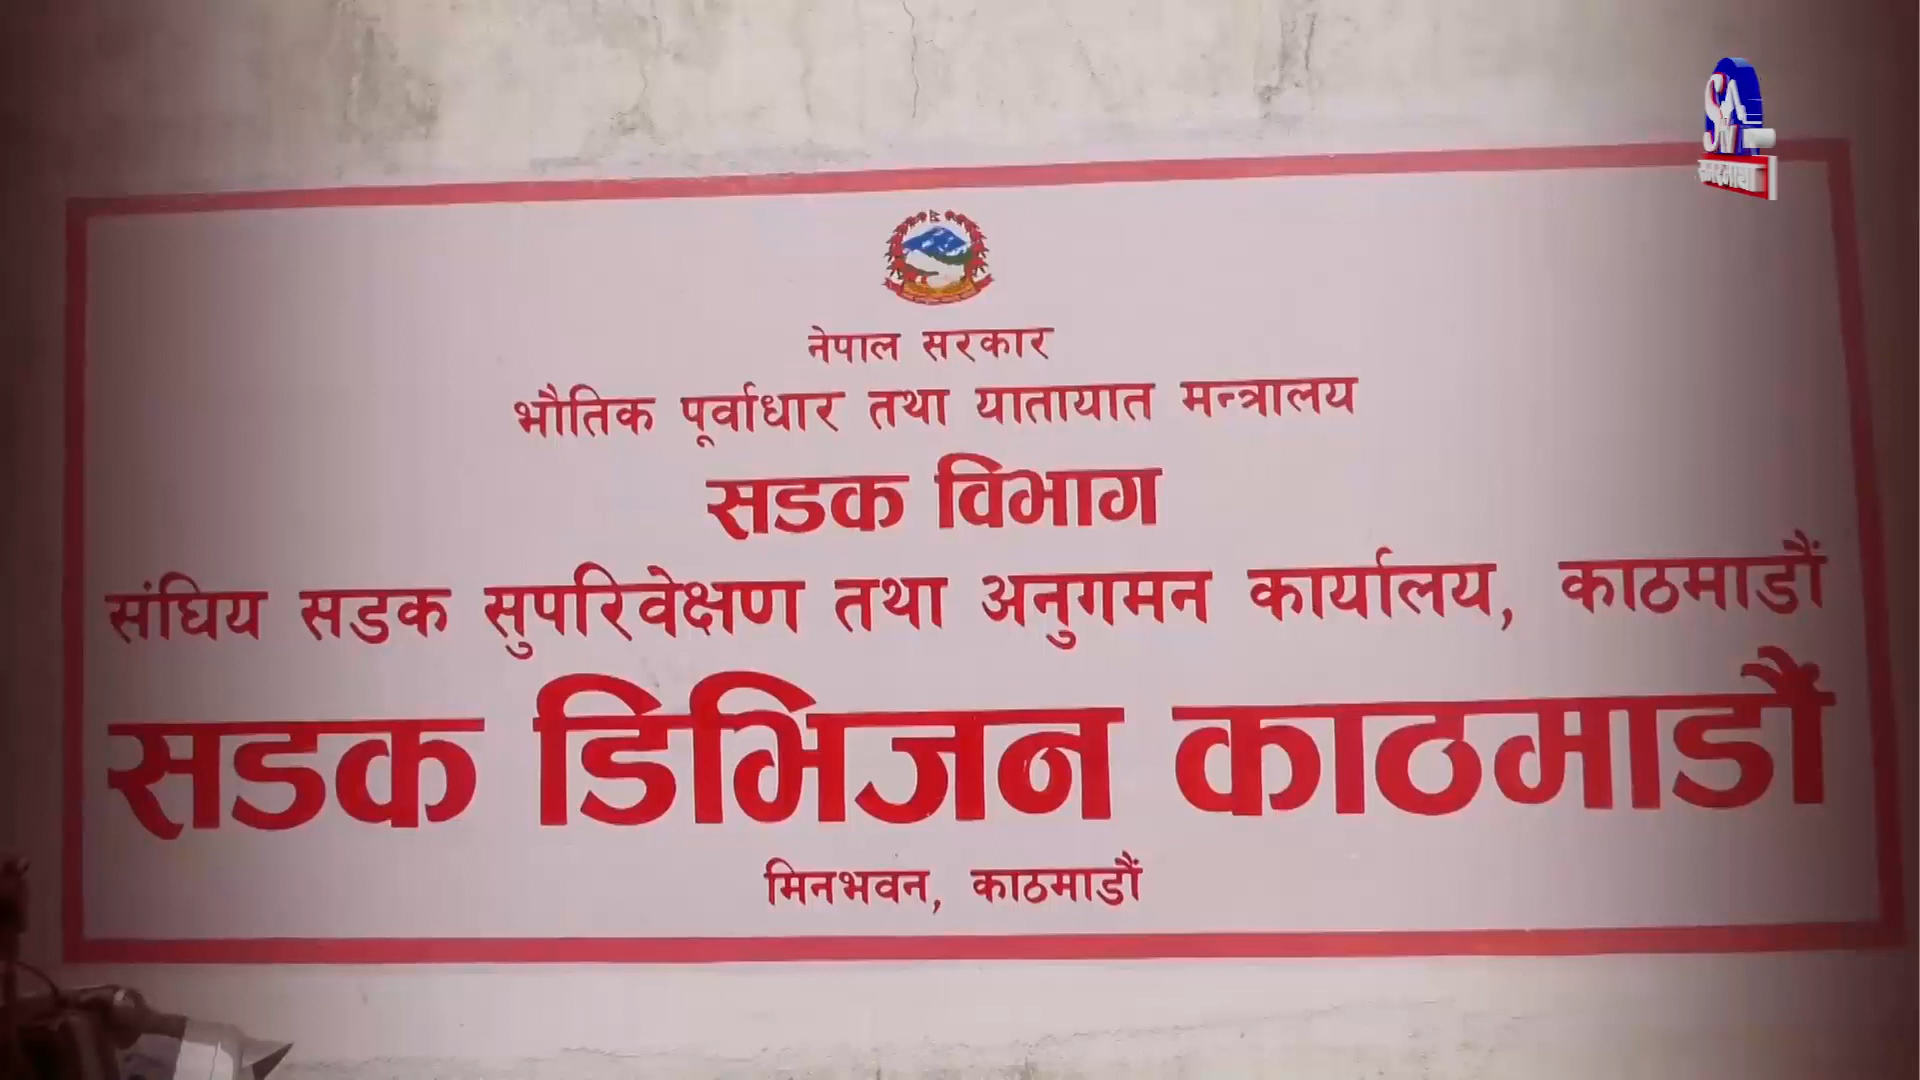 नेपाल सरकार
भौतिक पूर्वाधार तथा यातायात मन्त्रालय
सडक विभाग
संघिय सडक सुपरिवेक्षण तथा अनुगमन कार्यालय, काठमाडौं
सडक डिभिजन काठमाडौं
मिनभवन, काठमाडौं